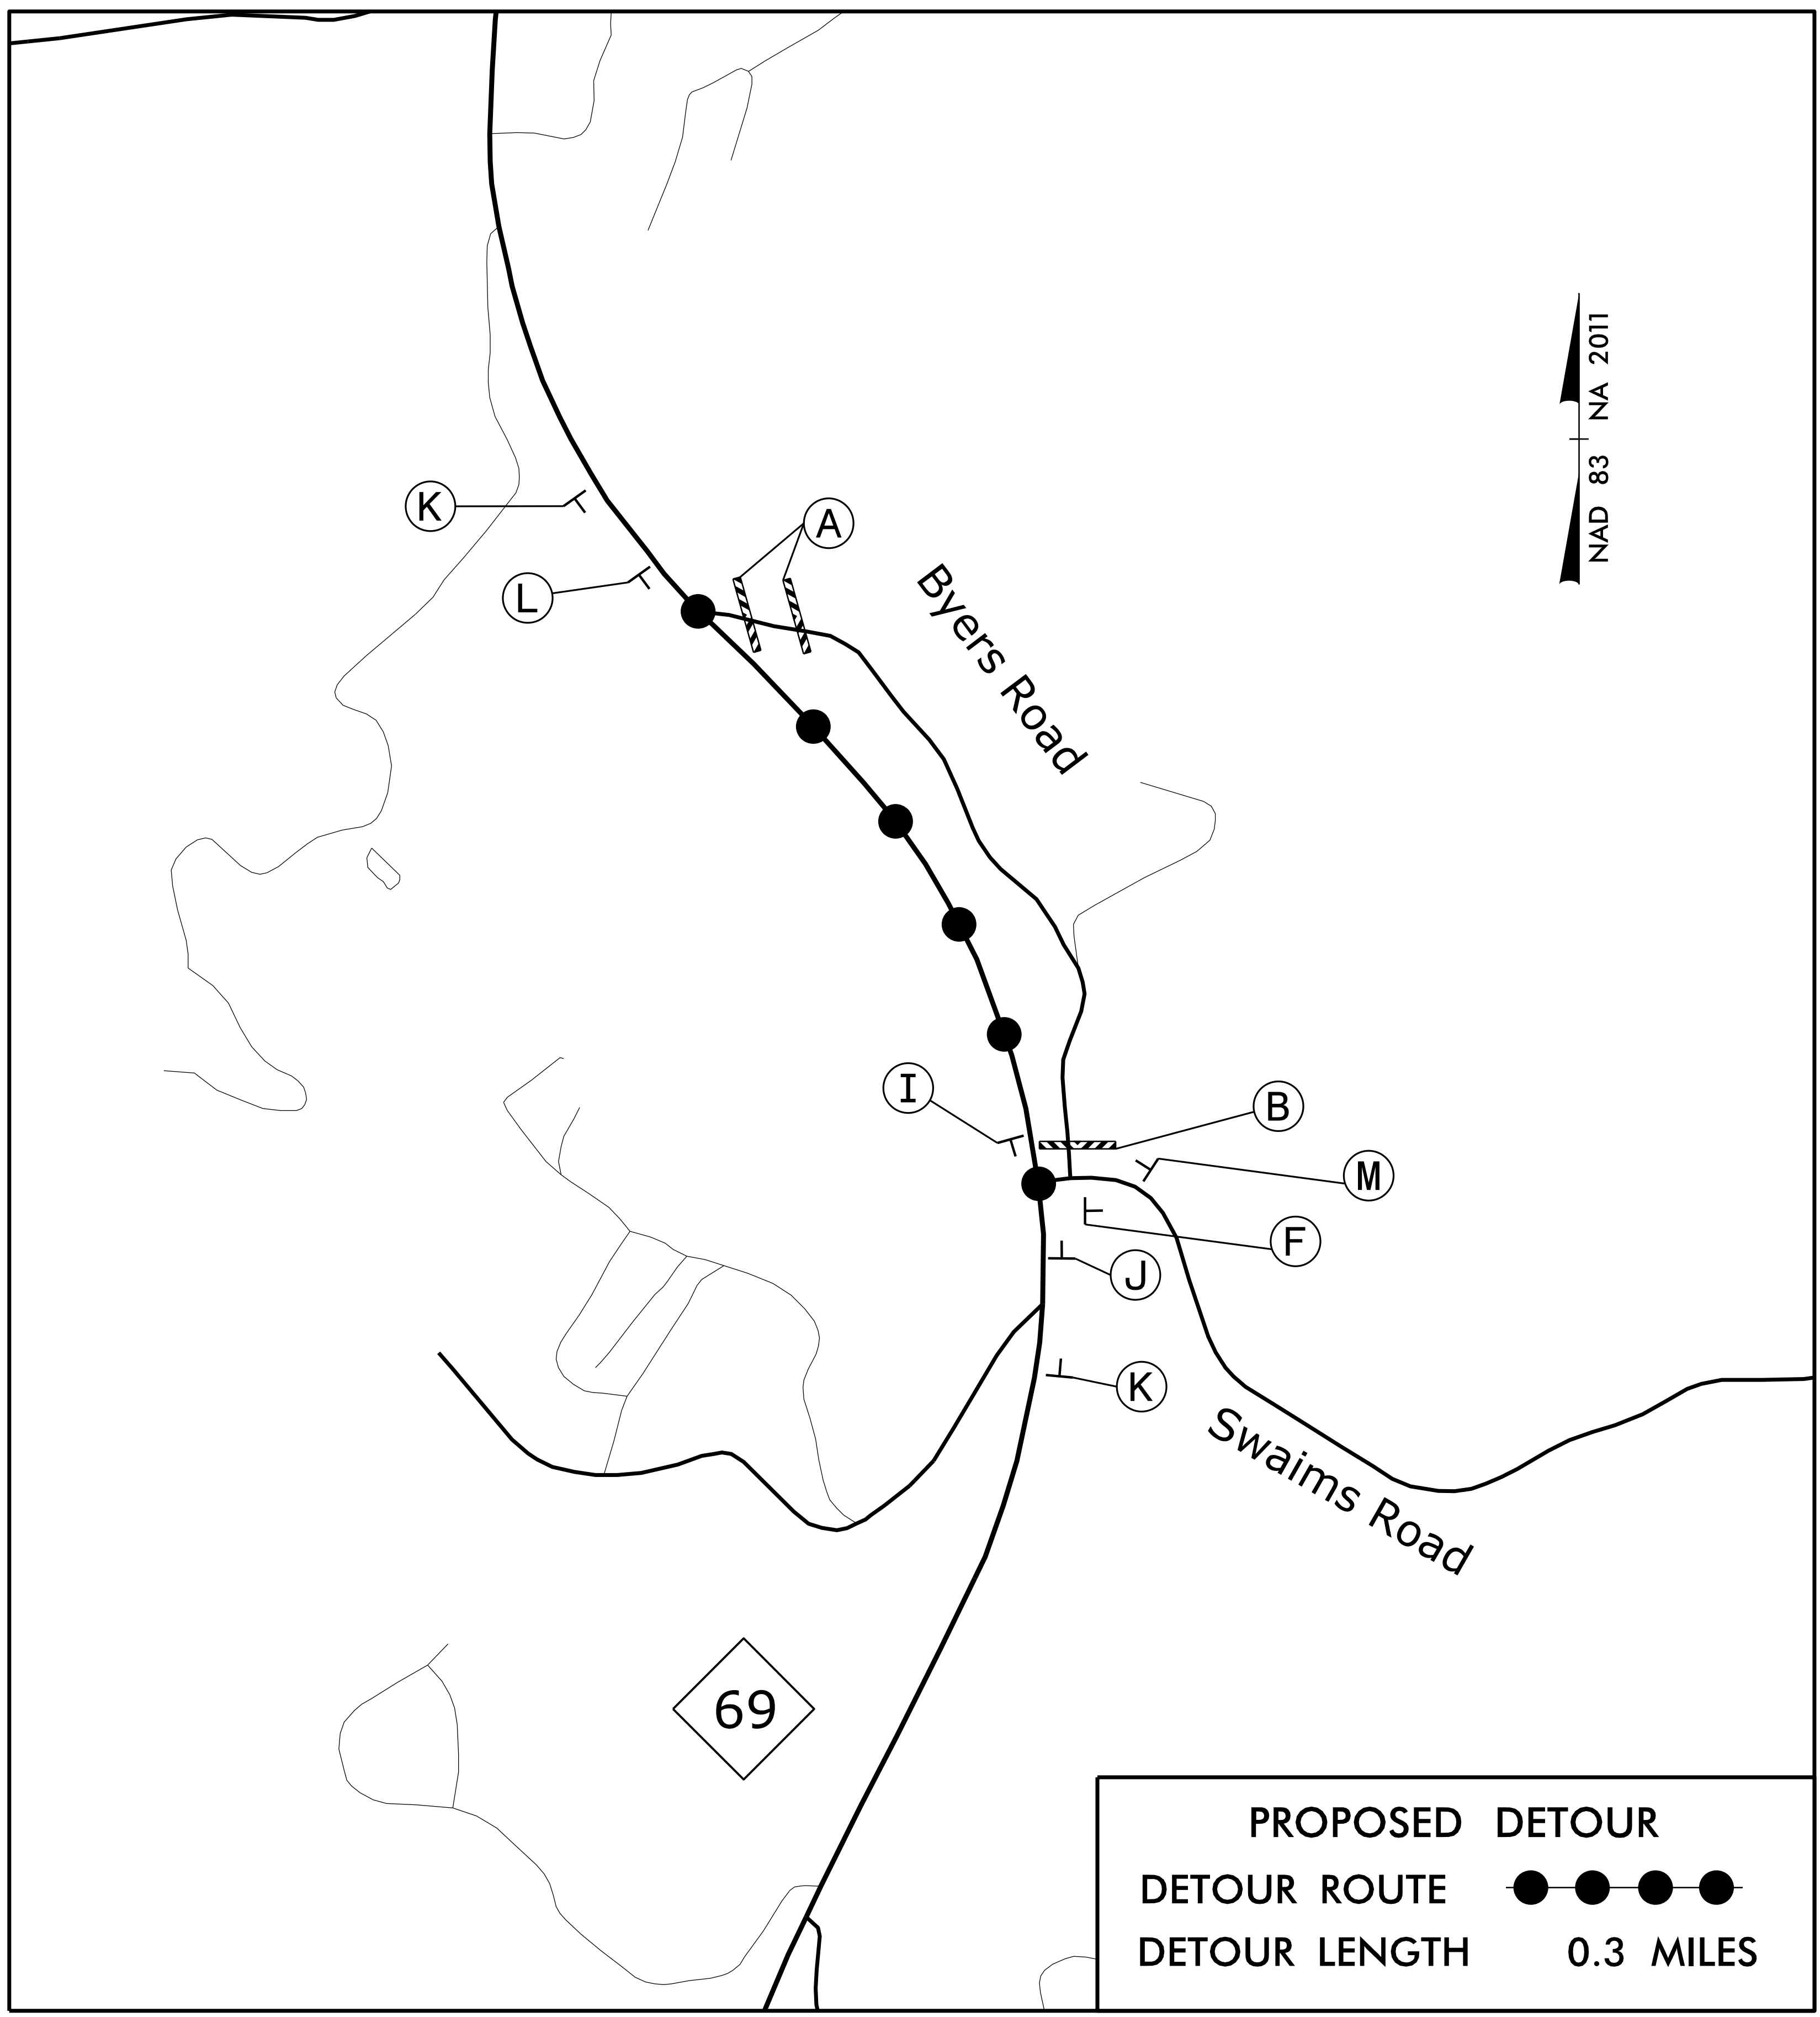 NAD 83 NA 2011
K
A
L
Byers Road
I
B
M
F
J
K
Swaims Road
69
PROPOSED DETOUR
DETOUR ROUTE
DETOUR LENGTH 0.3 MILES